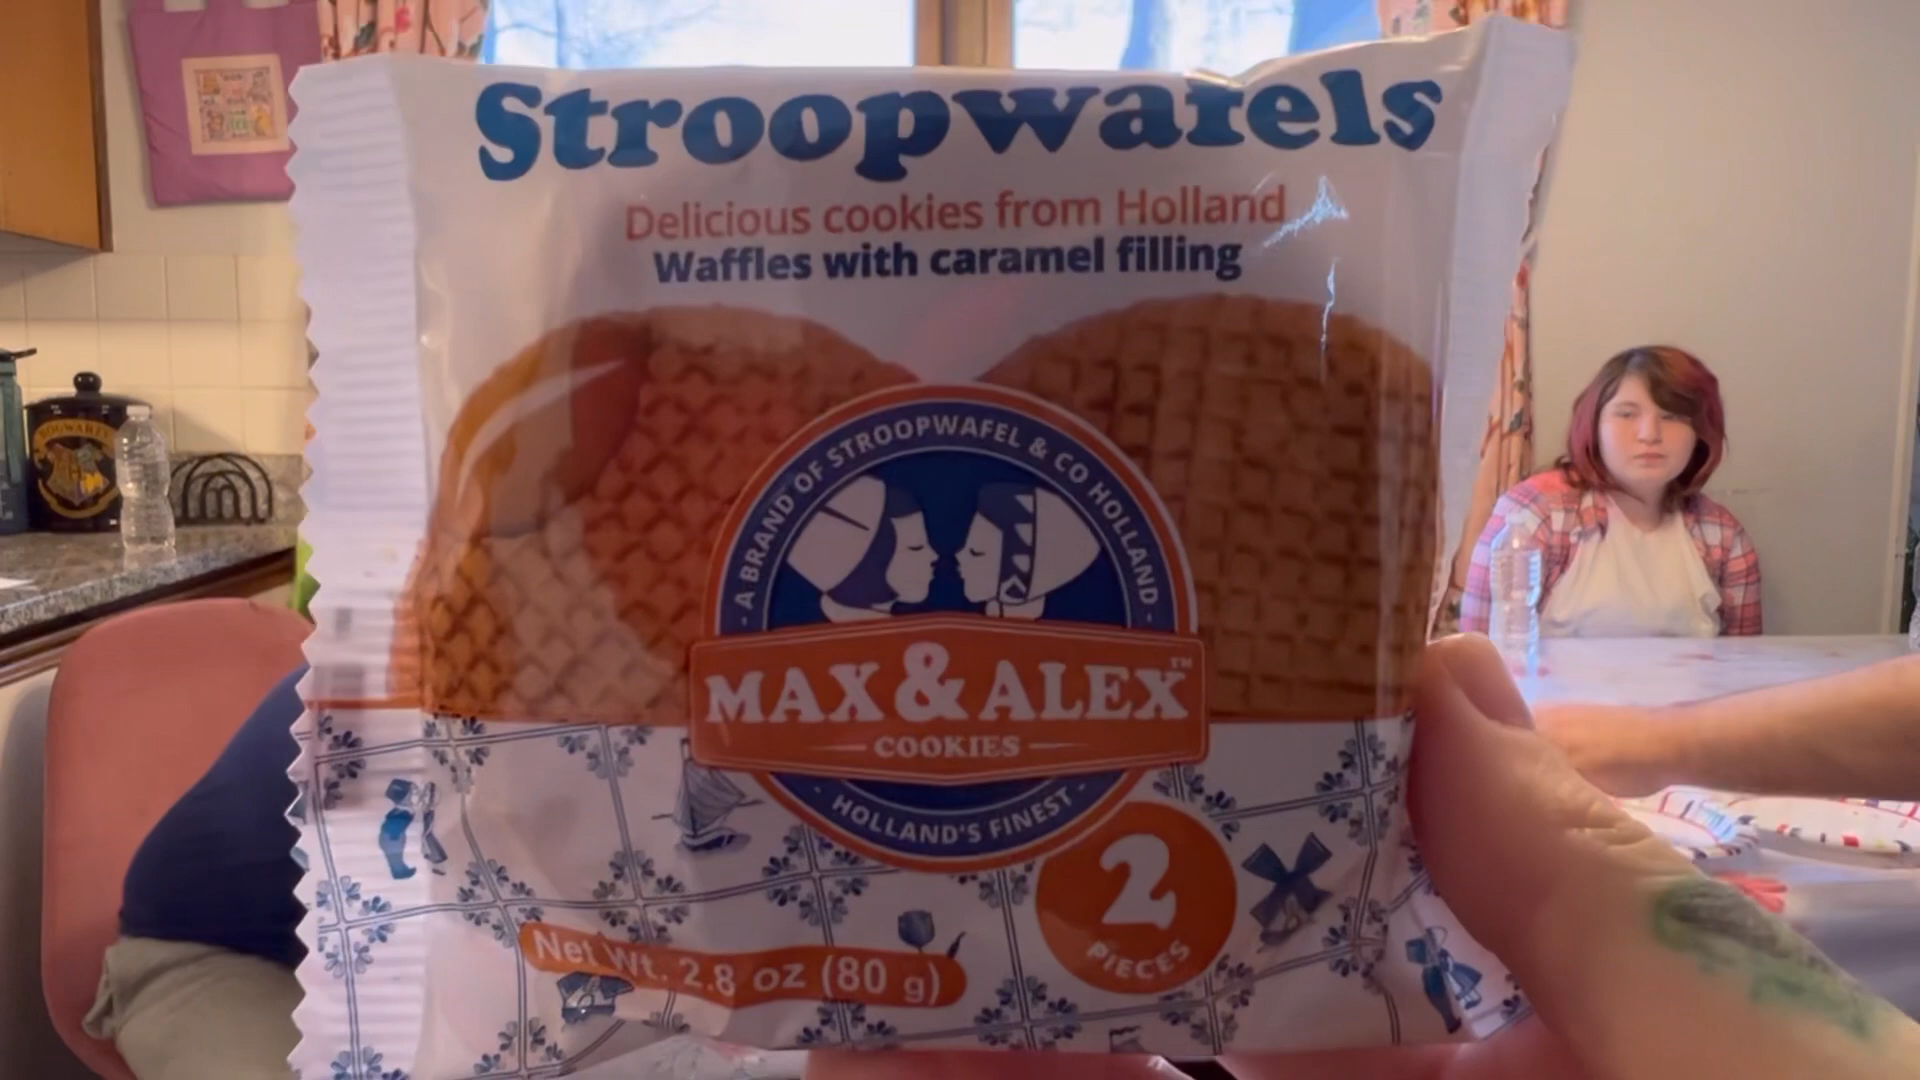 Stroopwafels
Delicious cookies from Holland
Waffles with caramel filling
- A BRAND OF STROOPWAFEL & CO HOLLAND -
MAX & ALEX™
COOKIES
- HOLLAND'S FINEST -
2
PIECES
Net Wt. 2.8 oz (80 g)
HOGWARTS